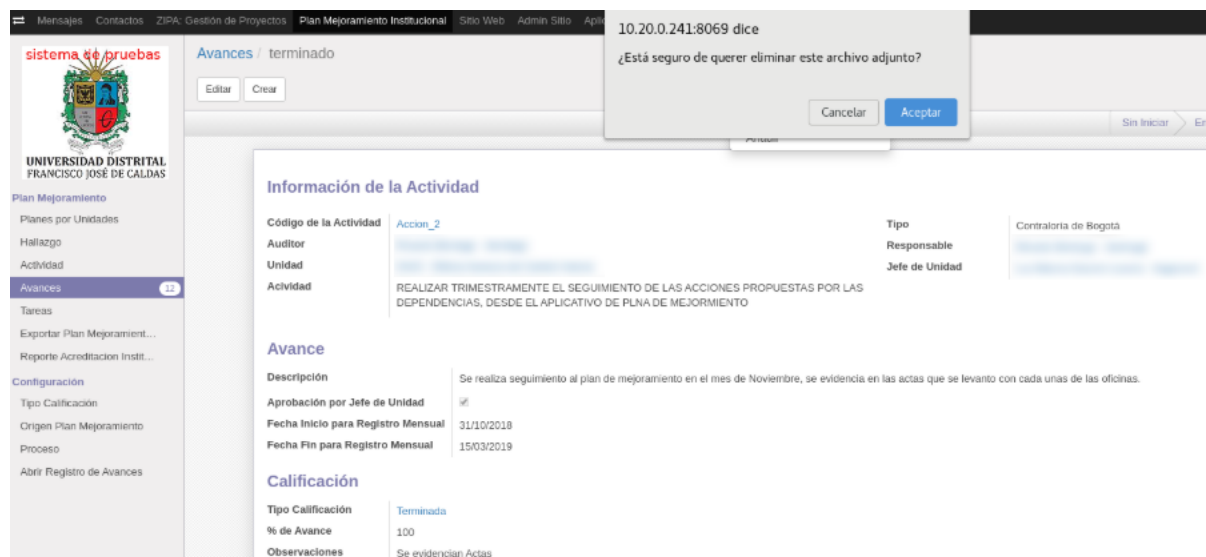 Mensajes Contactos ZIPA: Gestión de Proyectos Plan Mejoramiento Institucional Sitio Web Admin Sitio
10.20.0.241:8069 dice
¿Está seguro de querer eliminar este archivo adjunto?
Cancelar Aceptar
sistema de pruebas
UNIVERSIDAD DISTRITAL
FRANCISCO JOSÉ DE CALDAS
Avances / terminado
Editar Crear
Sin Iniciar
Plan Mejoramiento
Planes por Unidades
Hallazgo
Actividad
Avances 12
Tareas
Exportar Plan Mejoramient...
Reporte Acreditacion Instit...
Configuración
Tipo Calificación
Origen Plan Mejoramiento
Proceso
Abrir Registro de Avances
Información de la Actividad
Código de la Actividad Accion_2
Auditor
Unidad
Acividad REALIZAR TRIMESTRAMENTE EL SEGUIMIENTO DE LAS ACCIONES PROPUESTAS POR LAS
DEPENDENCIAS, DESDE EL APLICATIVO DE PLNA DE MEJORMIENTO
Tipo Contraloria de Bogotá
Responsable
Jefe de Unidad
Avance
Descripción Se realiza seguimiento al plan de mejoramiento en el mes de Noviembre, se evidencia en las actas que se levanto con cada unas de las oficinas.
Aprobación por Jefe de
Unidad
Fecha Inicio para Registro Mensual 31/10/2018
Fecha Fin para Registro Mensual 15/03/2019
Calificación
Tipo Calificación Terminada
% de Avance 100
Observaciones Se evidencian Actas